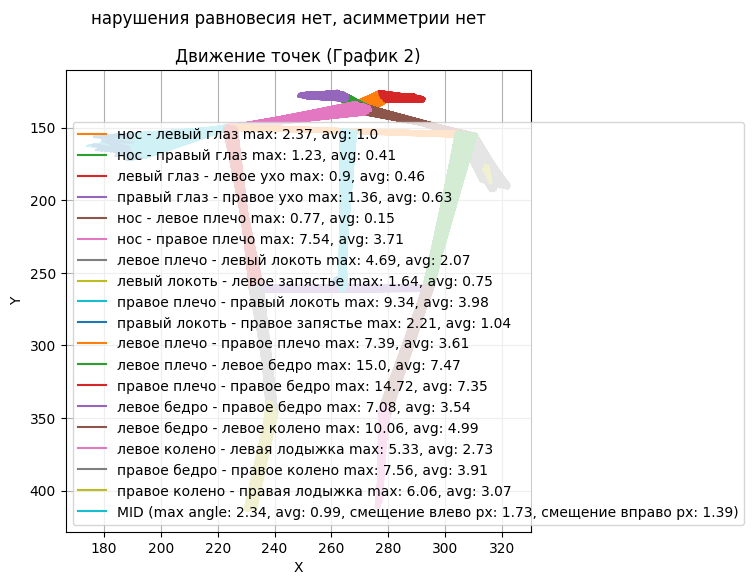 нарушения равновесия нет, асимметрии нет
Движение точек (График 2)
нос - левый глаз max: 2.37, avg: 1.0
нос - правый глаз max: 1.23, avg: 0.41
левый глаз - левое ухо max: 0.9, avg: 0.46
правый глаз - правое ухо max: 1.36, avg: 0.63
нос - левое плечо max: 0.77, avg: 0.15
нос - правое плечо max: 7.54, avg: 3.71
левое плечо - левый локоть max: 4.69, avg: 2.07
левый локоть - левое запястье max: 1.64, avg: 0.75
правое плечо - правый локоть max: 9.34, avg: 3.98
правый локоть - правое запястье max: 2.21, avg: 1.04
левое плечо - правое плечо max: 7.39, avg: 3.61
левое плечо - левое бедро max: 15.0, avg: 7.47
правое плечо - правое бедро max: 14.72, avg: 7.35
левое бедро - правое бедро max: 7.08, avg: 3.54
левое бедро - левое колено max: 10.06, avg: 4.99
левое колено - левая лодыжка max: 5.33, avg: 2.73
правое бедро - правое колено max: 7.56, avg: 3.91
правое колено - правая лодыжка max: 6.06, avg: 3.07
MID (max angle: 2.34, avg: 0.99, смещение влево px: 1.73, смещение вправо px: 1.39)
150
200
250
300
350
400
Y
180 200 220 240 260 280 300 320
X